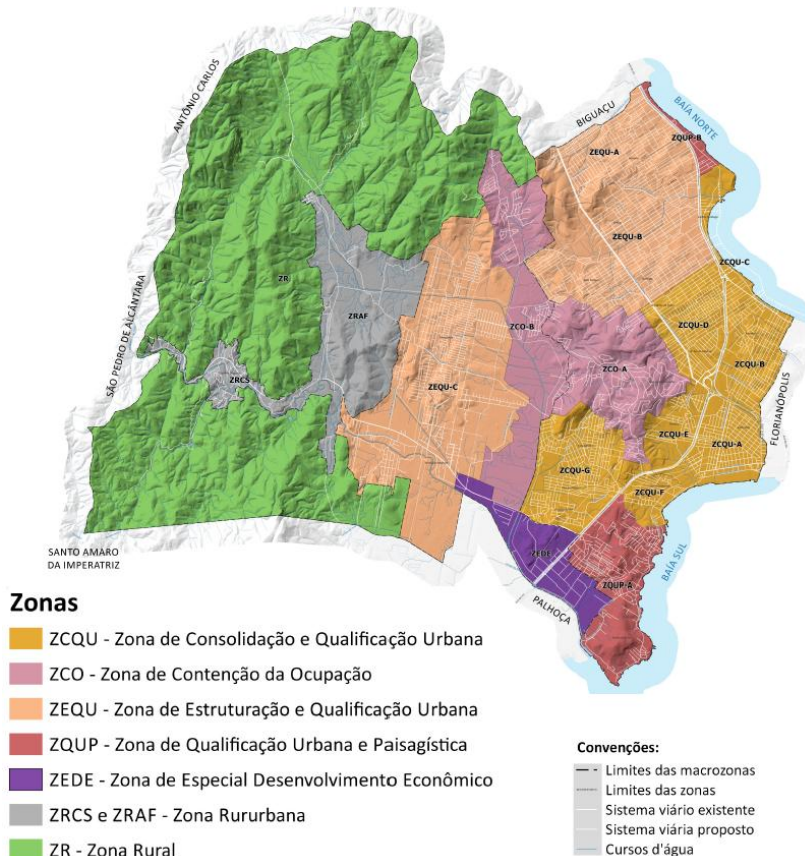 ANTÔNIO CARLOS
BIGUAÇU
BAÍA NORTE
ZQUP-B
ZEQU-A
ZEQU-B
ZCQU-C
ZR
ZRAF
SÃO PEDRO DE ALCÂNTARA
ZCO-B
ZCQU-D
ZCQU-B
ZCO-A
ZRCS
ZEQU-C
FLORIANÓPOLIS
ZCQU-E
ZCQU-A
ZCQU-G
ZCQU-F
SANTO AMARO
DA IMPERATRIZ
ZEDE
BAÍA SUL
ZQUP-A
PALHOÇA
Zonas
ZCQU - Zona de Consolidação e Qualificação Urbana
ZCO - Zona de Contenção da Ocupação
ZEQU - Zona de Estruturação e Qualificação Urbana
ZQUP - Zona de Qualificação Urbana e Paisagística
ZEDE - Zona de Especial Desenvolvimento Econômico
ZRCS e ZRAF - Zona Rururbana
ZR - Zona Rural
Convenções:
Limites das macrozonas
Limites das zonas
Sistema viário existente
Sistema viária proposto
Cursos d'água